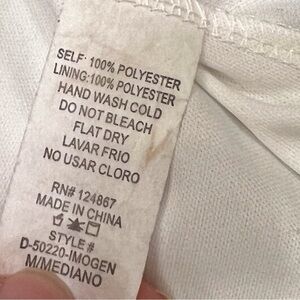 SELF: 100% POLYESTER
LINING:100% POLYESTER
HAND WASH COLD
DO NOT BLEACH
FLAT DRY
LAVAR FRIO
NO USAR CLORO
RN# 124867
MADE IN CHINA
STYLE#
D-50220-IMOGEN
M/MEDIANO